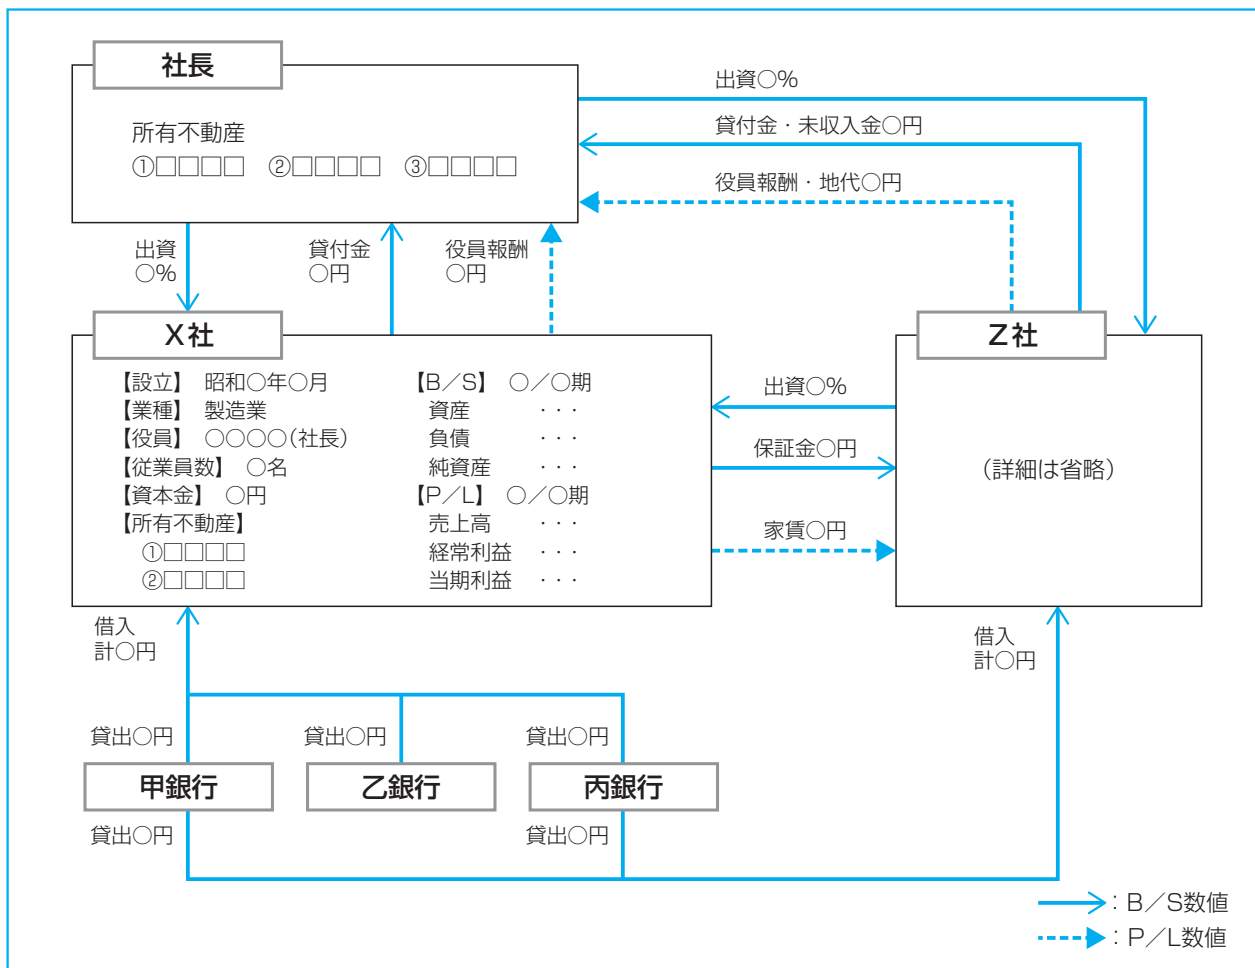 社長
所有不動産
①□□□□ ②□□□□ ③□□□□
出資○%
貸付金・未収入金○円
役員報酬・地代○円
出資
○%
貸付金
○円
役員報酬
○円
X社
【設立】 昭和○年○月
【業種】 製造業
【役員】 ○○○○(社長)
【従業員数】 ○名
【資本金】 ○円
【所有不動産】
①□□□□
②□□□□
【B/S】 ○/○期
資産 ・・・
負債 ・・・
純資産 ・・・
【P/L】 ○/○期
売上高 ・・・
経常利益 ・・・
当期利益 ・・・
出資○%
保証金○円
家賃○円
Z社
(詳細は省略)
借入
計○円
借入
計○円
貸出○円
貸出○円
貸出○円
甲銀行
乙銀行
丙銀行
貸出○円
貸出○円
:B/S数値
:P/L数値